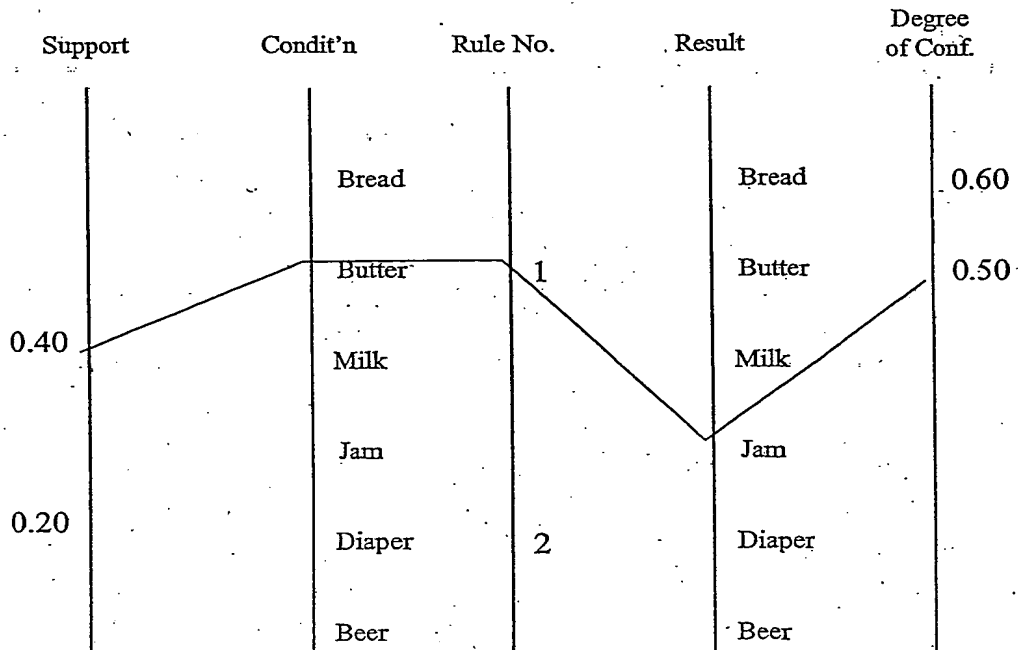 Support Condit'n Rule No. Result Degree
of Conf.
Bread Bread 0.60
Butter 1 Butter 0.50
0.40 Milk Milk
Jam Jam
0.20 Diaper 2 Diaper
Beer Beer